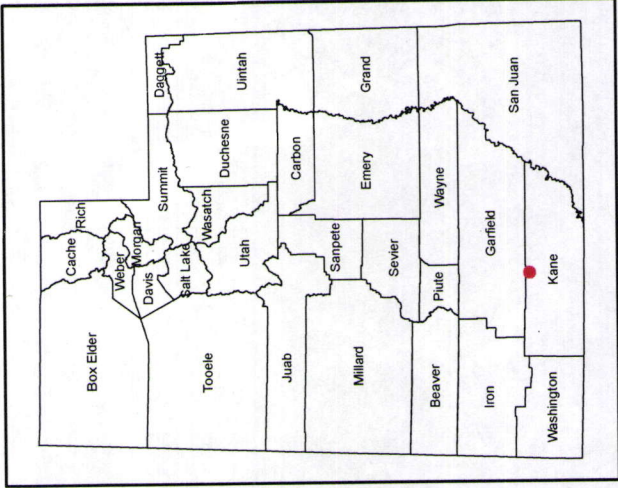 Box Elder
Cache
Rich
Weber
Morgan
Davis
Salt Lake
Summit
Daggett
Tooele
Wasatch
Utah
Duchesne
Uintah
Juab
Sanpete
Carbon
Millard
Sevier
Emery
Grand
Beaver
Piute
Wayne
Iron
Garfield
San Juan
Washington
Kane